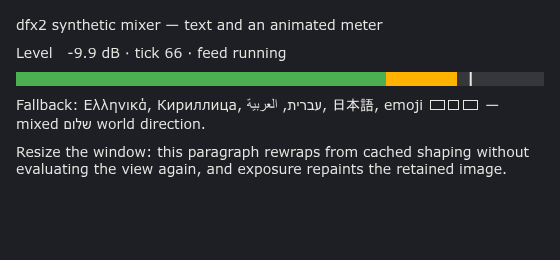 dfx2 synthetic mixer — text and an animated meter
Level -9.9 dB · tick 66 · feed running
Fallback: Ελληνικά, Кириллица, עברית, العربية, 日本語, emoji □□□ —
mixed שלום world direction.
Resize the window: this paragraph rewraps from cached shaping without
evaluating the view again, and exposure repaints the retained image.